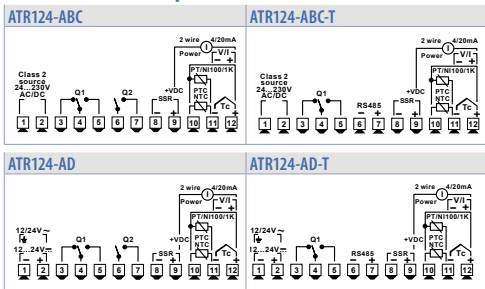 ATR124-ABC
2 wire 4/20mA
Power I V/I
- +
PT/NI100/1K
Class 2
source
24...230V
AC/DC
Q1 Q2
+VDC
SSR
- +
PTC
NTC
Tc
1 2 3 4 5 6 7 8 9 10 11 12
ATR124-ABC-T
2 wire 4/20mA
Power I V/I
- +
PT/NI100/1K
Class 2
source
24...230V
AC/DC
Q1
RS485
- +
+VDC
SSR
- +
PTC
NTC
Tc
1 2 3 4 5 6 7 8 9 10 11 12
ATR124-AD
2 wire 4/20mA
Power I V/I
- +
PT/NI100/1K
12/24V ~
12...24V
- +
Q1 Q2
+VDC
SSR
- +
PTC
NTC
Tc
1 2 3 4 5 6 7 8 9 10 11 12
ATR124-AD-T
2 wire 4/20mA
Power I V/I
- +
PT/NI100/1K
12/24V ~
12...24V
- +
Q1
RS485
- +
+VDC
SSR
- +
PTC
NTC
Tc
1 2 3 4 5 6 7 8 9 10 11 12